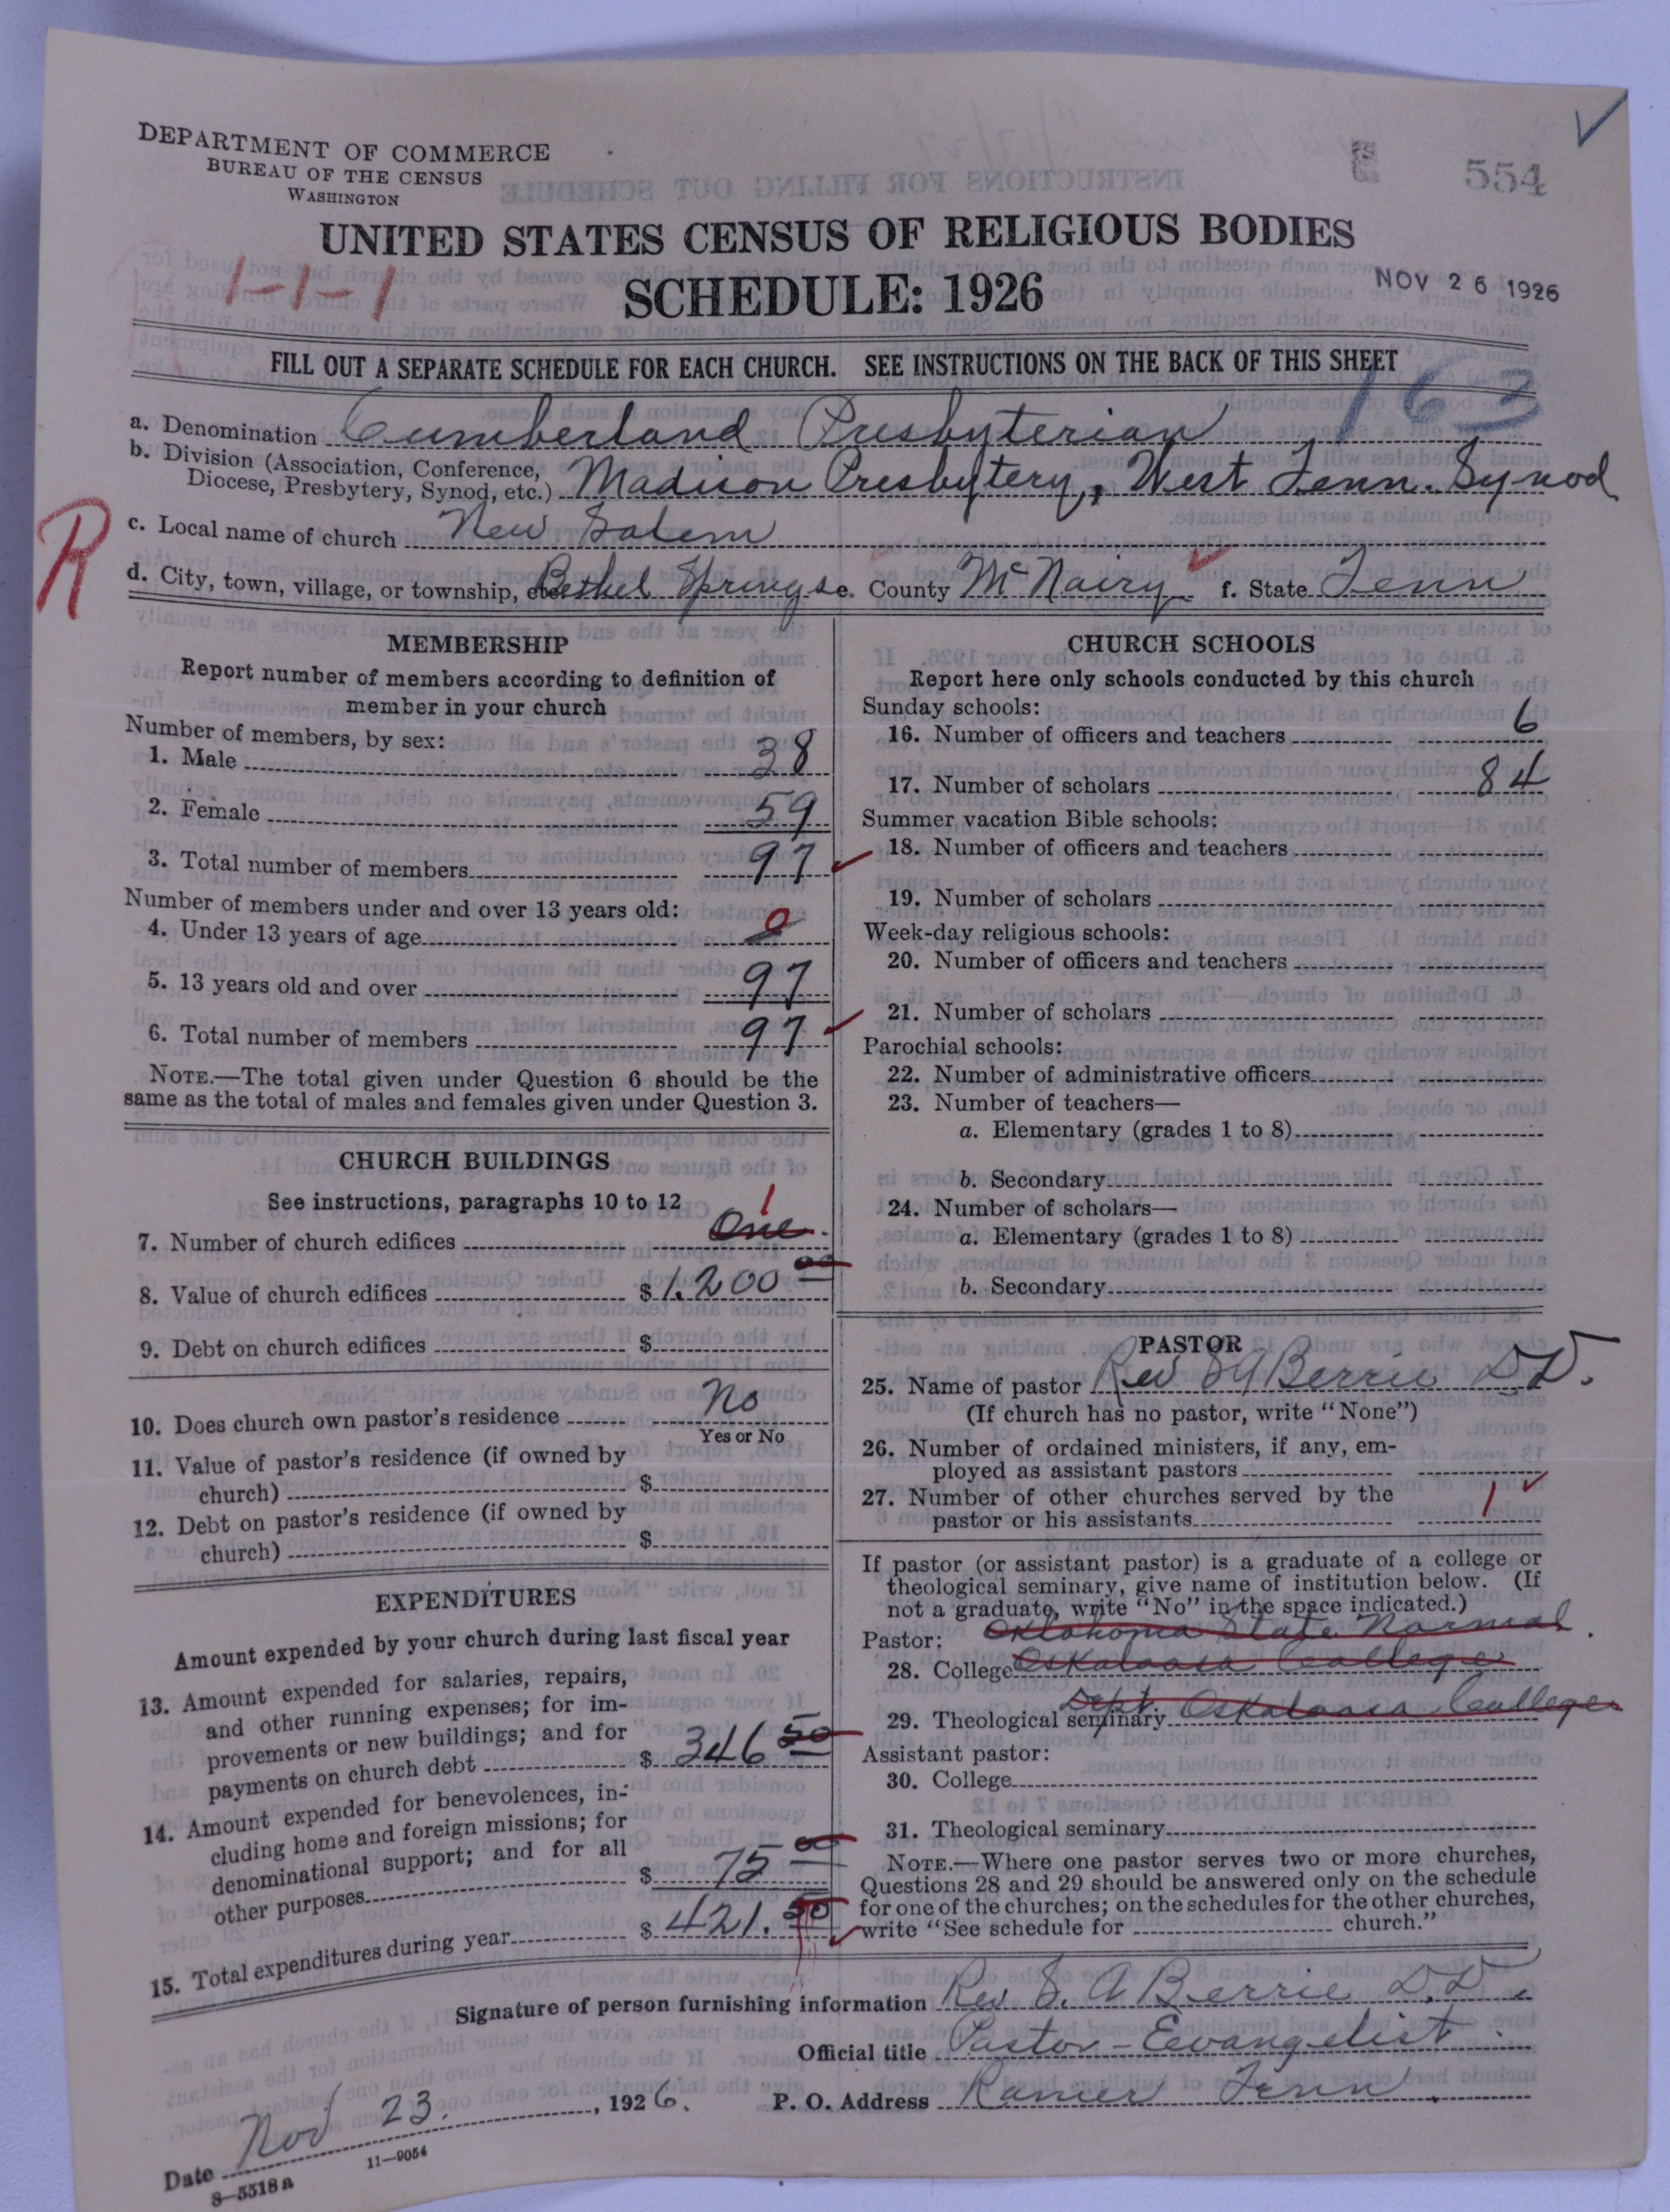 DEPARTMENT OF COMMERCE
BUREAU OF THE CENSUS
WASHINGTON
554
UNITED STATES CENSUS OF RELIGIOUS BODIES
1-1-1
SCHEDULE: 1926
NOV 26 1926
FILL OUT A SEPARATE SCHEDULE FOR EACH CHURCH. SEE INSTRUCTIONS ON THE BACK OF THIS SHEET
163
a. Denomination Cumberland Presbyterian
b. Division (Association, Conference, Diocese, Presbytery, Synod, etc.) Madison Presbytery, West Tenn. Synod
R
c. Local name of church New Salem
d. City, town, village, or township, etc. Bethel Springs e. County McNairy f. State Tenn
MEMBERSHIP
Report number of members according to definition of
member in your church
Number of members, by sex:
1. Male 38
2. Female 59
3. Total number of members 97
Number of members under and over 13 years old:
4. Under 13 years of age 0
5. 13 years old and over 97
6. Total number of members 97
NOTE.—The total given under Question 6 should be the
same as the total of males and females given under Question 3.
CHURCH BUILDINGS
See instructions, paragraphs 10 to 12
1
7. Number of church edifices One
8. Value of church edifices $1,200 00
9. Debt on church edifices $
10. Does church own pastor's residence No
Yes or No
11. Value of pastor's residence (if owned by
church) $
12. Debt on pastor's residence (if owned by
church) $
EXPENDITURES
Amount expended by your church during last fiscal year
13. Amount expended for salaries, repairs,
and other running expenses; for im-
provements or new buildings; and for
payments on church debt $ 346 50
14. Amount expended for benevolences, in-
cluding home and foreign missions; for
denominational support; and for all
other purposes $ 75 00
15. Total expenditures during year $ 421.50
CHURCH SCHOOLS
Report here only schools conducted by this church
Sunday schools:
16. Number of officers and teachers 6
17. Number of scholars 84
Summer vacation Bible schools:
18. Number of officers and teachers
19. Number of scholars
Week-day religious schools:
20. Number of officers and teachers
21. Number of scholars
Parochial schools:
22. Number of administrative officers
23. Number of teachers—
a. Elementary (grades 1 to 8)
b. Secondary
24. Number of scholars—
a. Elementary (grades 1 to 8)
b. Secondary
PASTOR
25. Name of pastor Rev S A Berrie D.D.
(If church has no pastor, write "None")
26. Number of ordained ministers, if any, em-
ployed as assistant pastors
27. Number of other churches served by the
pastor or his assistants 1
If pastor (or assistant pastor) is a graduate of a college or
theological seminary, give name of institution below. (If
not a graduate, write "No" in the space indicated.)
Pastor: Oklahoma State Normal
28. College Oskaloosa College
29. Theological seminary Dept. Oskaloosa College
Assistant pastor:
30. College
31. Theological seminary
NOTE.—Where one pastor serves two or more churches,
Questions 28 and 29 should be answered only on the schedule
for one of the churches; on the schedules for the other churches,
write "See schedule for church."
Signature of person furnishing information Rev S. A Berrie D.D.
Official title Pastor-Eevangelist
Date Nov 23., 1926. P. O. Address Ramer Tenn.
8—5518a 11—9054